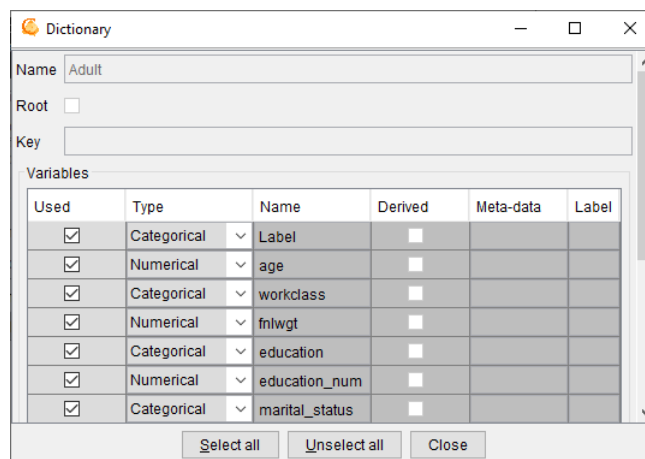 Dictionary
Name Adult
Root
Key
Variables
Used Type Name Derived Meta-data Label
Categorical Label
Numerical age
Categorical workclass
Numerical fnlwgt
Categorical education
Numerical education_num
Categorical marital_status
Select all Unselect all Close